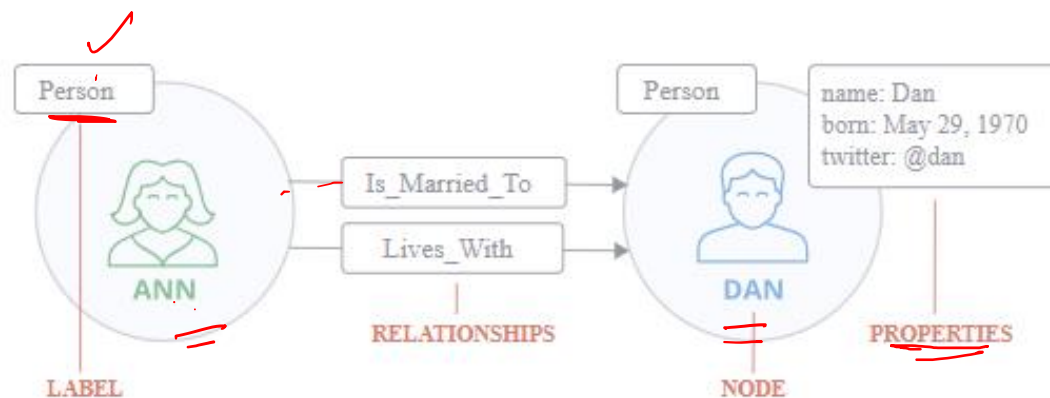 Person
Person
name: Dan
born: May 29, 1970
twitter: @dan
Is_Married_To
Lives_With
ANN
DAN
RELATIONSHIPS
PROPERTIES
LABEL
NODE